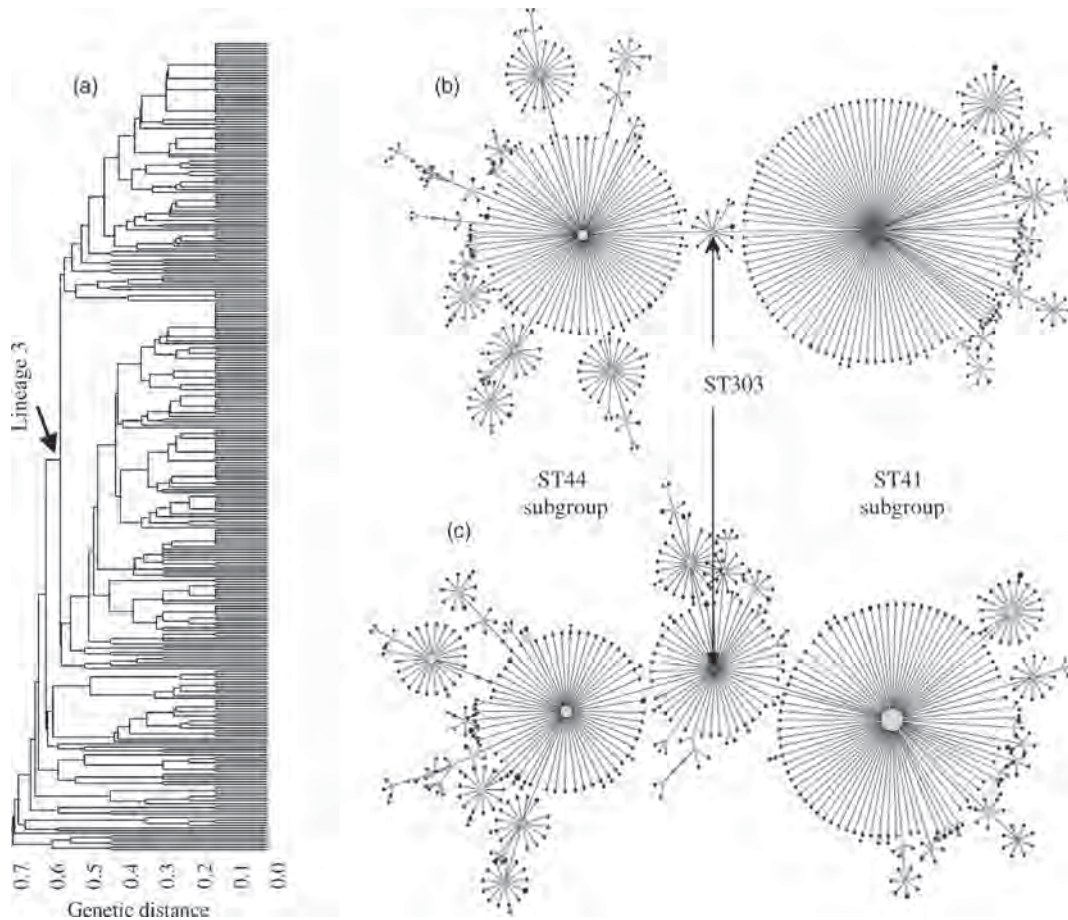 (a)
(b)
Lineage 3
ST303
ST44
subgroup
ST41
subgroup
(c)
0.7 0.6 0.5 0.4 0.3 0.2 0.1 0.0
Genetic distance